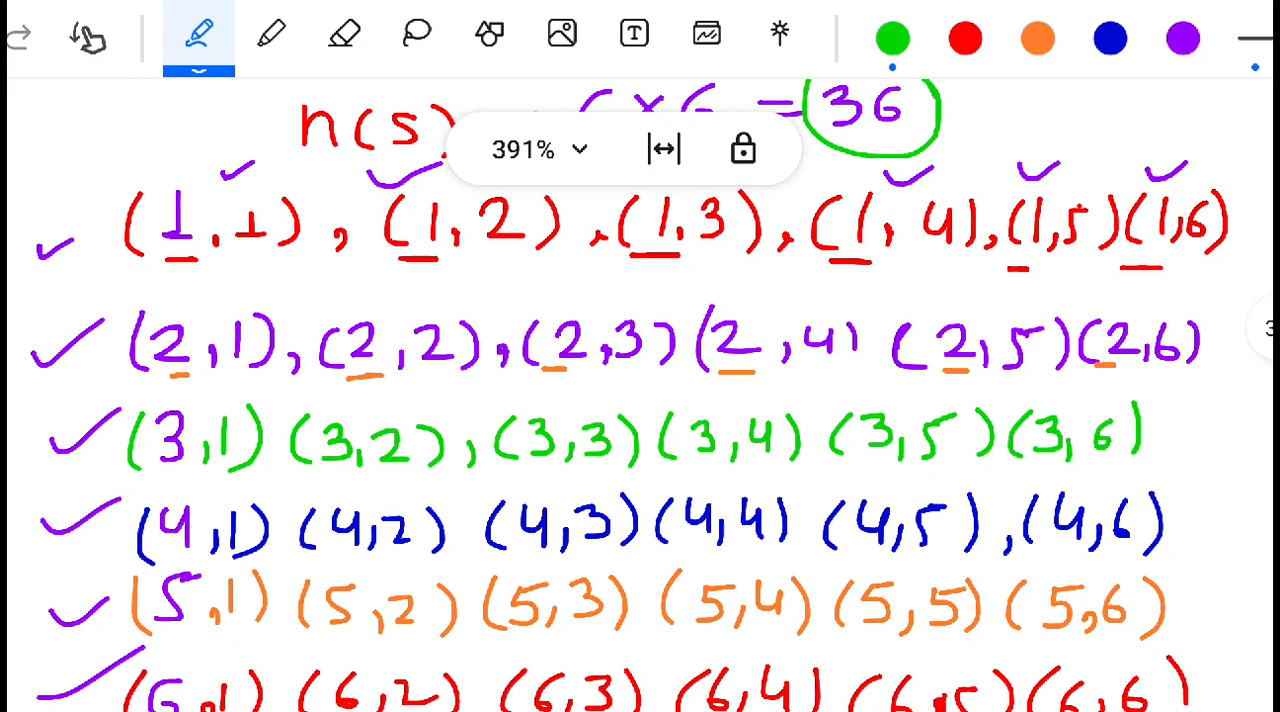 n(s) 6 × 6 = 36
391%
(1,1), (1,2), (1,3), (1,4), (1,5)(1,6)
(2,1), (2,2), (2,3)(2,4) (2,5)(2,6)
(3,1) (3,2), (3,3)(3,4) (3,5)(3,6)
(4,1) (4,2) (4,3)(4,4) (4,5),(4,6)
(5,1) (5,2) (5,3) (5,4) (5,5) (5,6)
(6,1) (6,2) (6,3) (6,4) (6,5)(6,6)